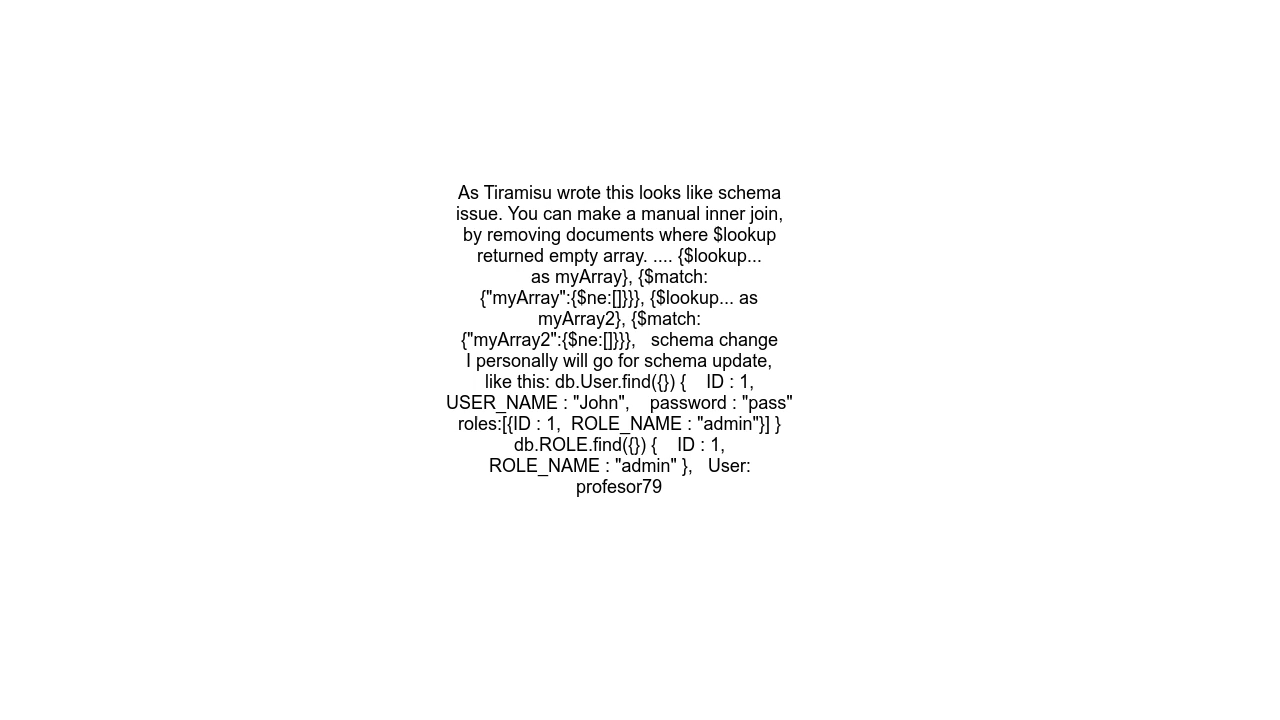 As Tiramisu wrote this looks like schema
issue. You can make a manual inner join,
by removing documents where $lookup
returned empty array. .... {$lookup...
as myArray}, {$match:
{"myArray":{$ne:[]}}}, {$lookup... as
myArray2}, {$match:
{"myArray2":{$ne:[]}}},   schema change
I personally will go for schema update,
like this: db.User.find({}) {    ID : 1,
USER_NAME : "John",    password : "pass"
roles:[{ID : 1,  ROLE_NAME : "admin"}] }
db.ROLE.find({}) {    ID : 1,
ROLE_NAME : "admin" },   User:
profesor79